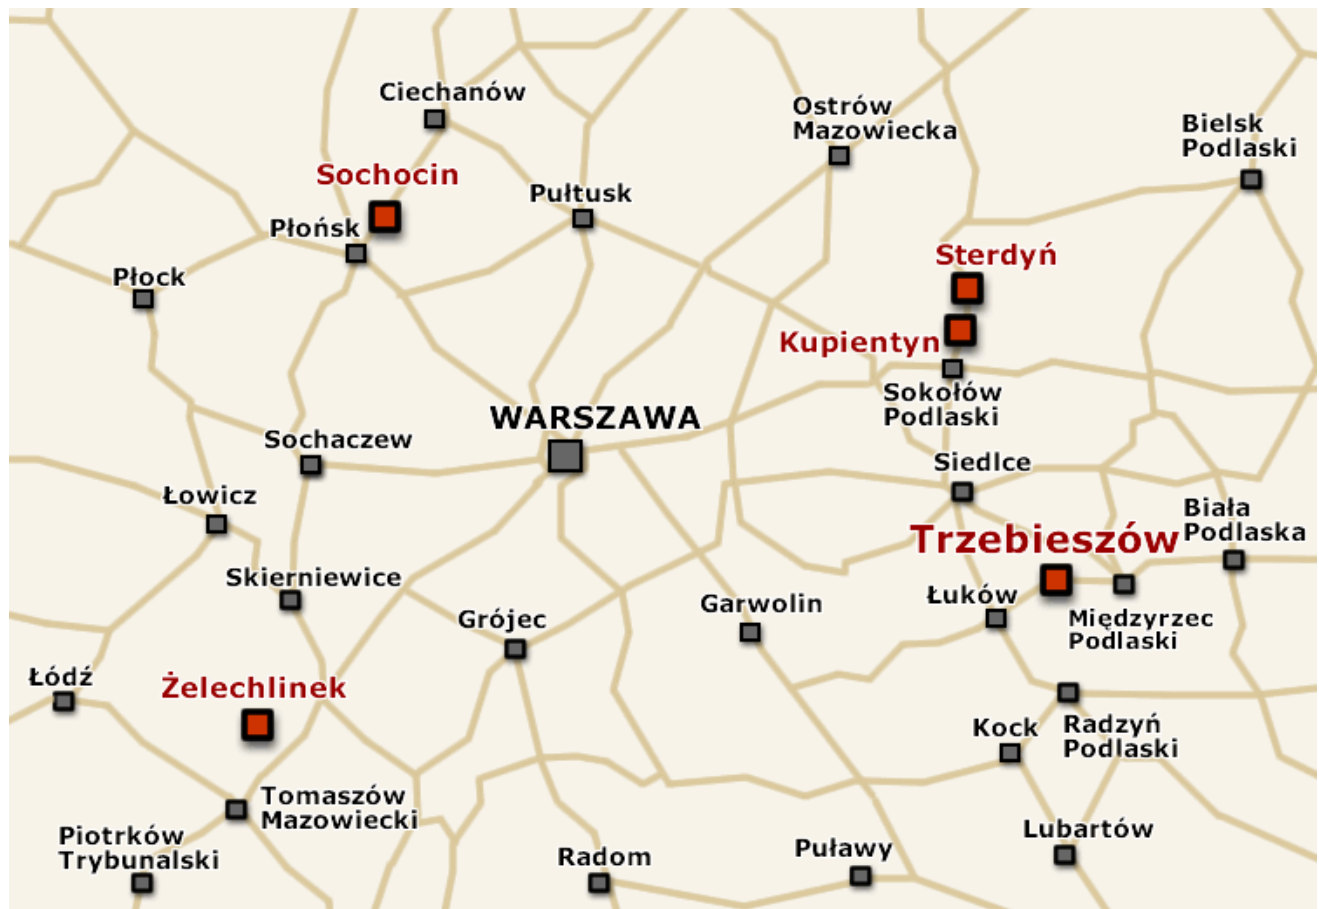 Ciechanów
Ostrów
Mazowiecka
Bielsk
Podlaski
Sochocin
Pułtusk
Płońsk
Sterdyń
Płock
Kupientyn
Sokołów
Podlaski
WARSZAWA
Sochaczew
Siedlce
Łowicz
Biała
Podlaska
Trzebieszów
Skierniewice
Garwolin
Łuków
Grójec
Międzyrzec
Podlaski
Łódź
Żelechlinek
Kock
Radzyń
Podlaski
Tomaszów
Mazowiecki
Piotrków
Trybunalski
Radom
Puławy
Lubartów